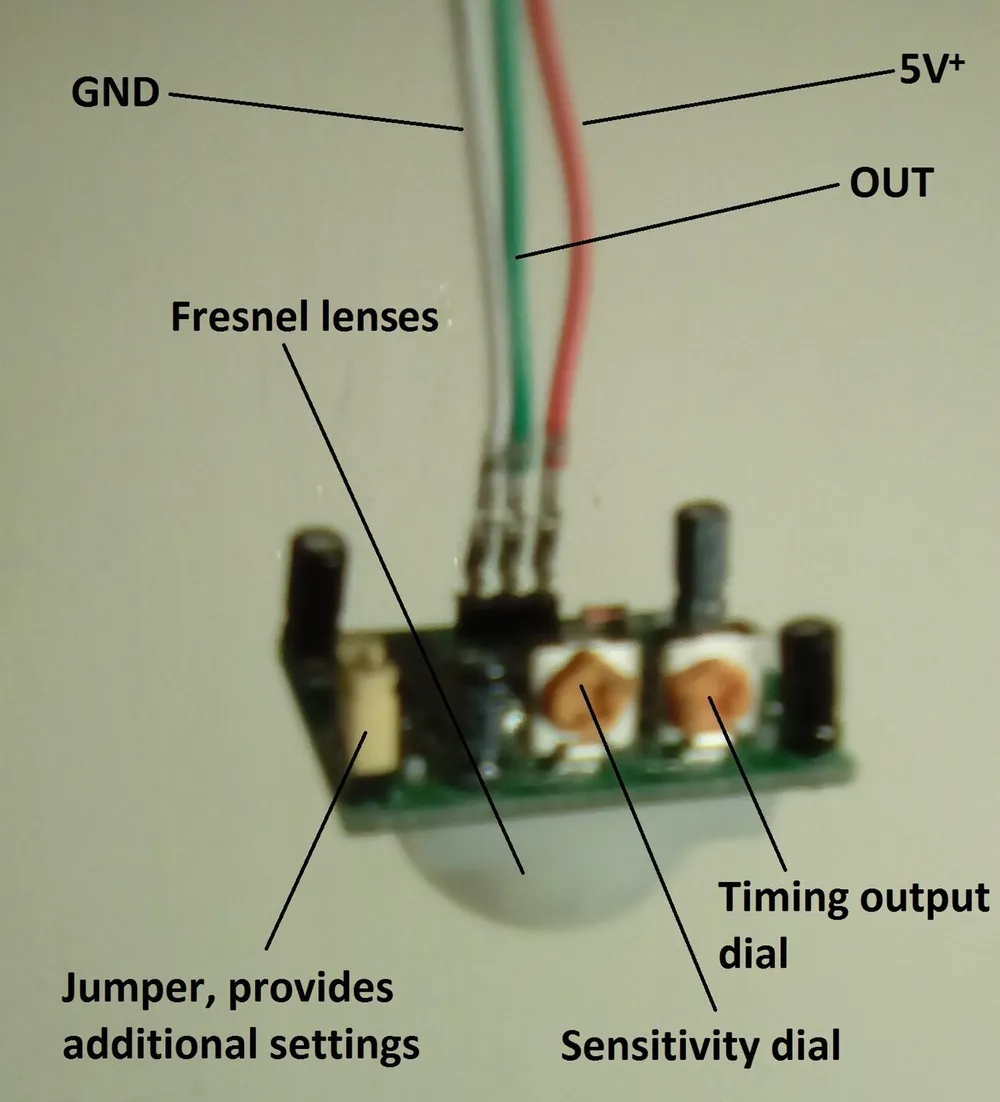 GND
5V+
OUT
Fresnel lenses
Timing output
dial
Jumper, provides
additional settings
Sensitivity dial